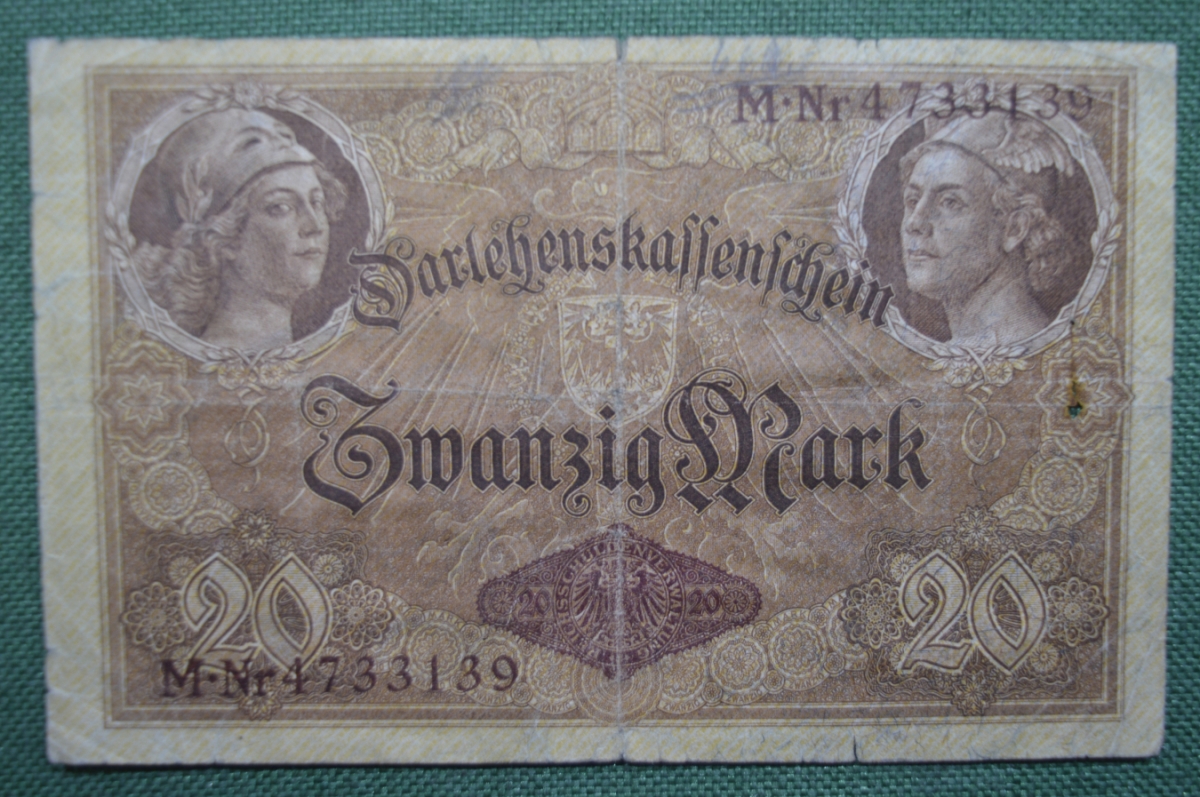 M·Nr 4733139
Darlehenskassenschein
Zwanzig Mark
20 20
20 20
M·Nr 4733139